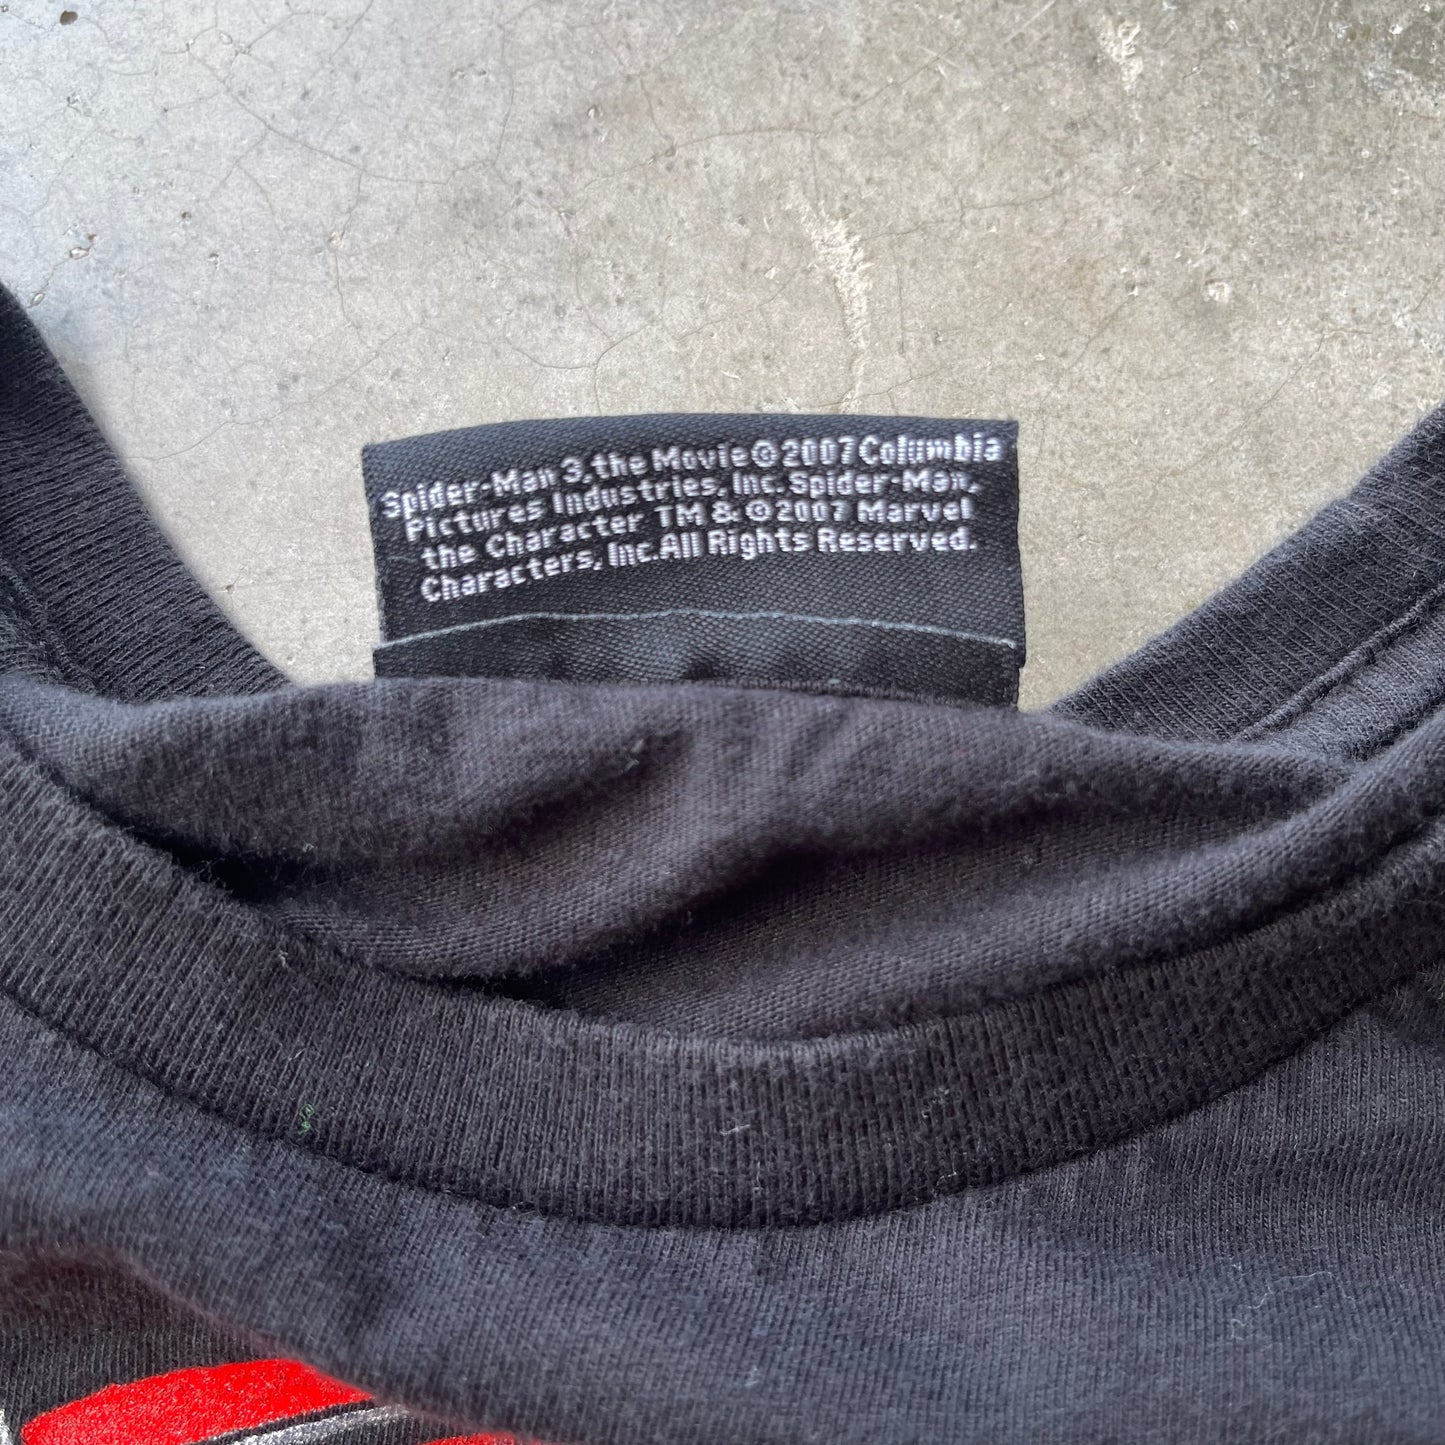 Spider-Man 3, the Movie © 2007 Columbia
Pictures Industries, Inc. Spider-Man,
the Character TM & © 2007 Marvel
Characters, Inc. All Rights Reserved.